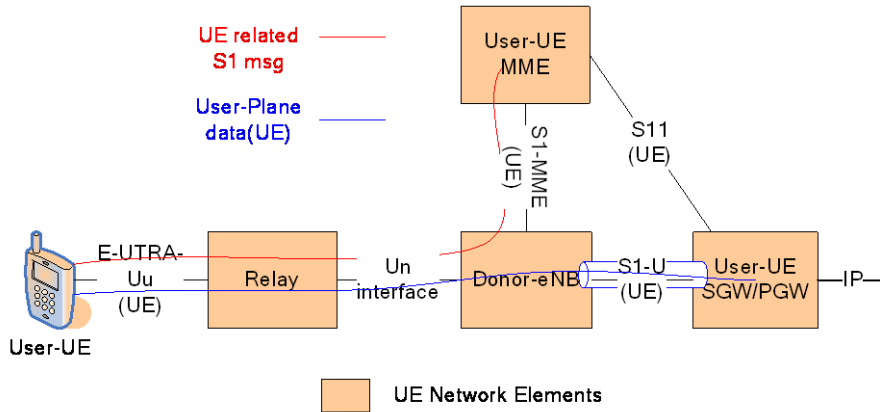 UE related
S1 msg
User-Plane
data(UE)
User-UE
MME
S1-MME
(UE)
S11
(UE)
E-UTRA-
Uu
(UE)
Relay
Un
interface
Donor-eNB
S1-U
(UE)
User-UE
SGW/PGW
IP
User-UE
UE Network Elements